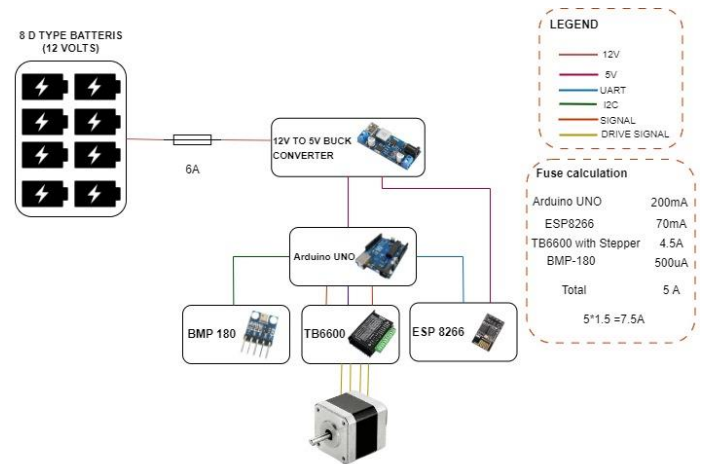 8 D TYPE BATTERIS
(12 VOLTS)
6A
12V TO 5V BUCK
CONVERTER
Arduino UNO
BMP 180
TB6600
ESP 8266
LEGEND
12V
5V
UART
I2C
SIGNAL
DRIVE SIGNAL
Fuse calculation
Arduino UNO 200mA
ESP8266 70mA
TB6600 with Stepper 4.5A
BMP-180 500uA
Total 5 A
5*1.5 =7.5A